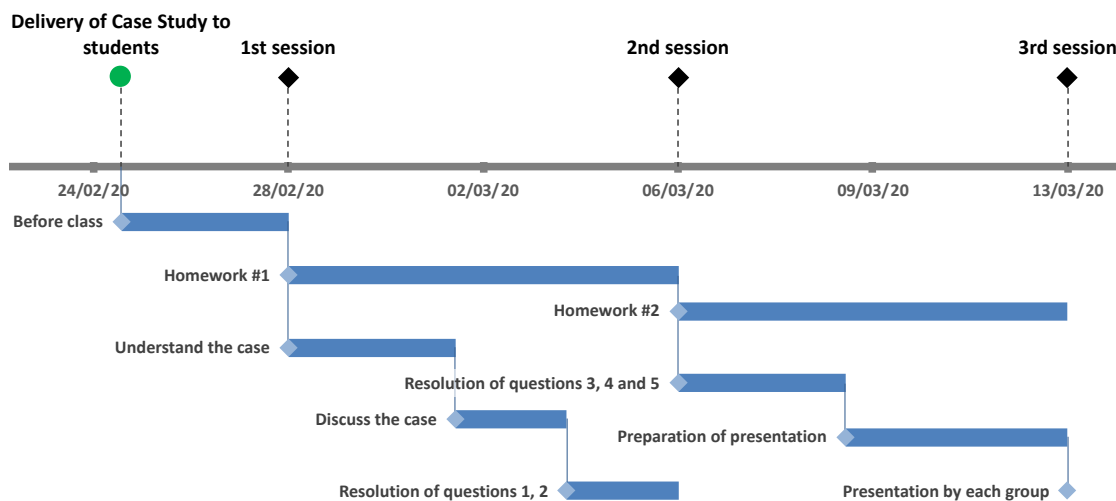 Delivery of Case Study to
students
1st session
2nd session
3rd session
24/02/20
28/02/20
02/03/20
06/03/20
09/03/20
13/03/20
Before class
Homework #1
Homework #2
Understand the case
Resolution of questions 3, 4 and 5
Discuss the case
Preparation of presentation
Resolution of questions 1, 2
Presentation by each group